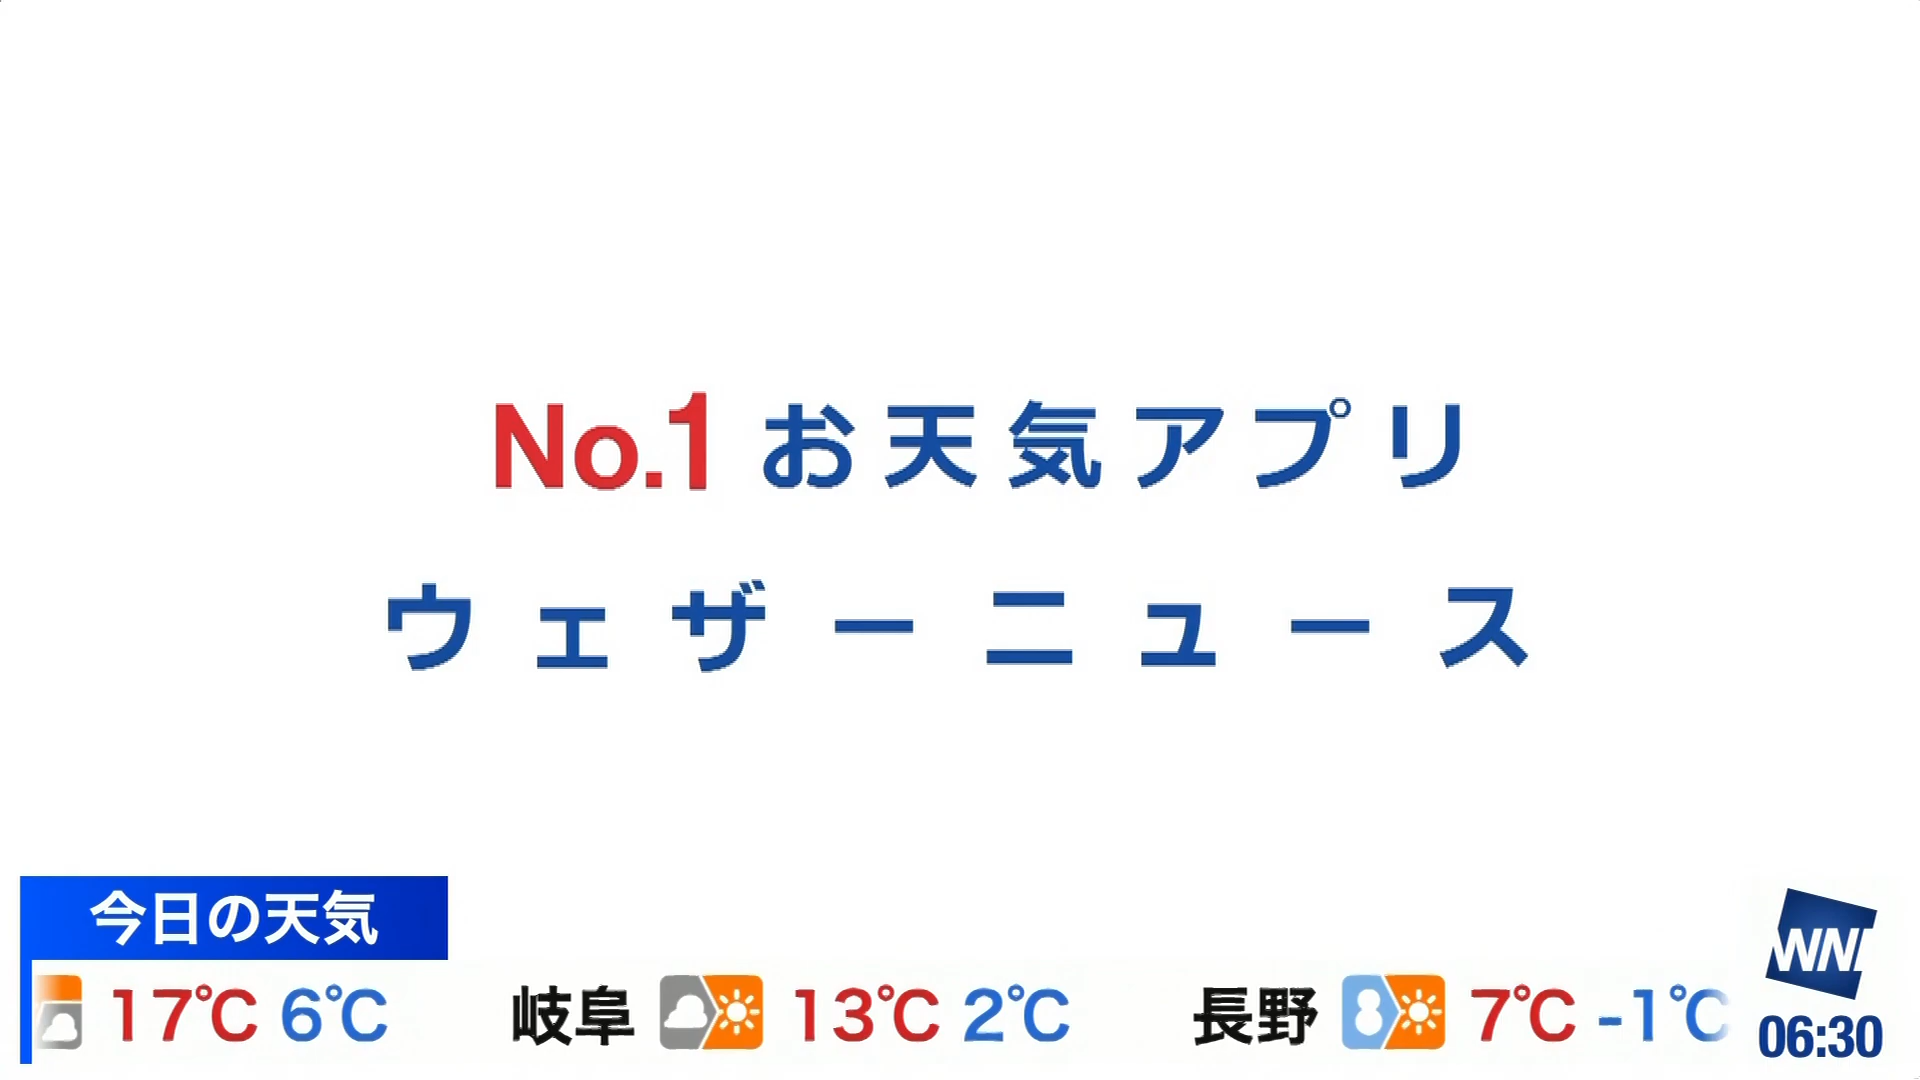 No.1 お天気アプリ
ウェザーニュース
今日の天気
17℃ 6℃ 岐阜 13℃ 2℃ 長野 7℃ -1℃
WNI
06:30